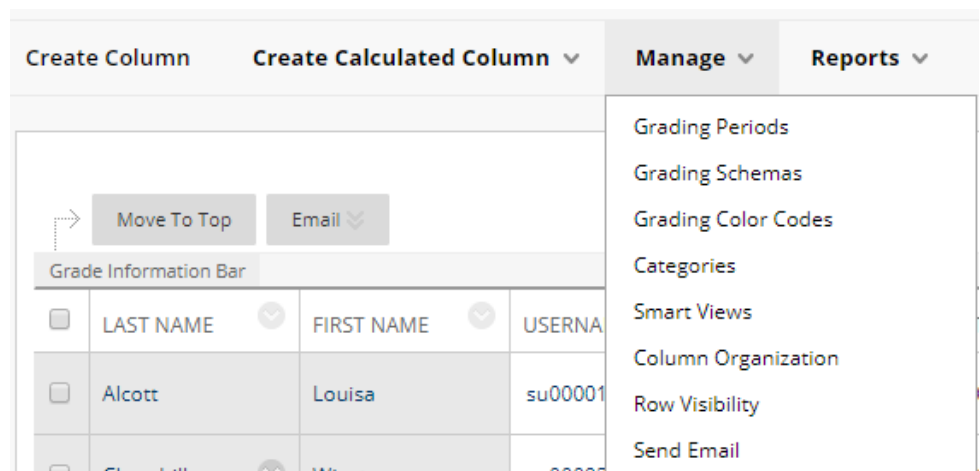 Create Column Create Calculated Column Manage Reports
Grading Periods
Grading Schemas
Grading Color Codes
Categories
Smart Views
Column Organization
Row Visibility
Send Email
Move To Top Email
Grade Information Bar
LAST NAME FIRST NAME
Alcott Louisa su00001